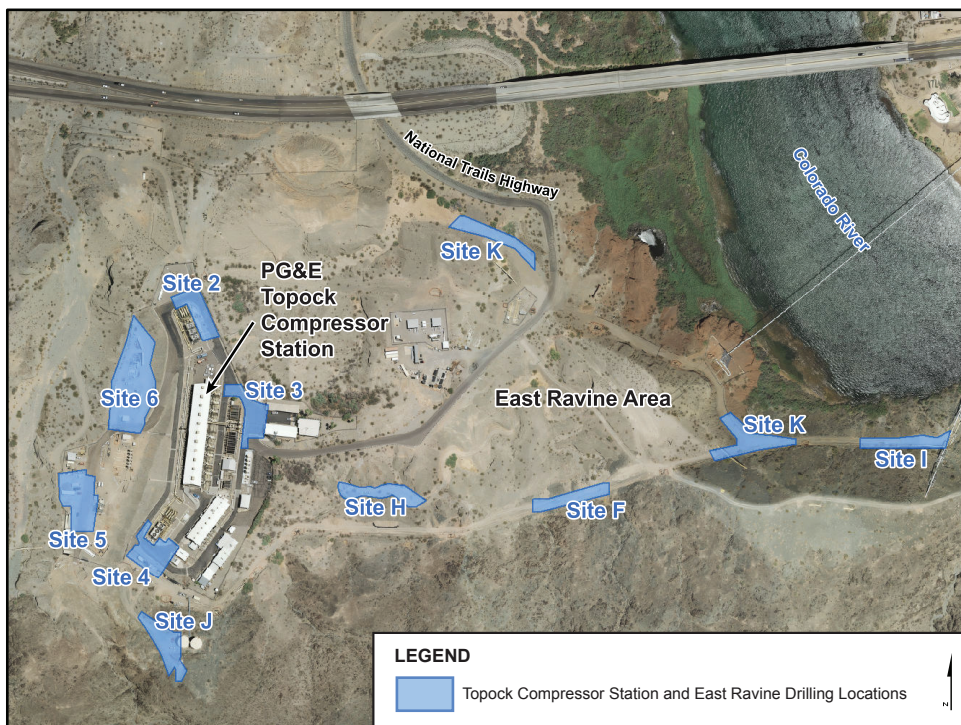 National Trails Highway
Colorado River
Site K
PG&E
Topock
Compressor
Station
Site 2
Site 3
Site 6
East Ravine Area
Site K
Site I
Site H
Site F
Site 5
Site 4
Site J
LEGEND
Topock Compressor Station and East Ravine Drilling Locations
N